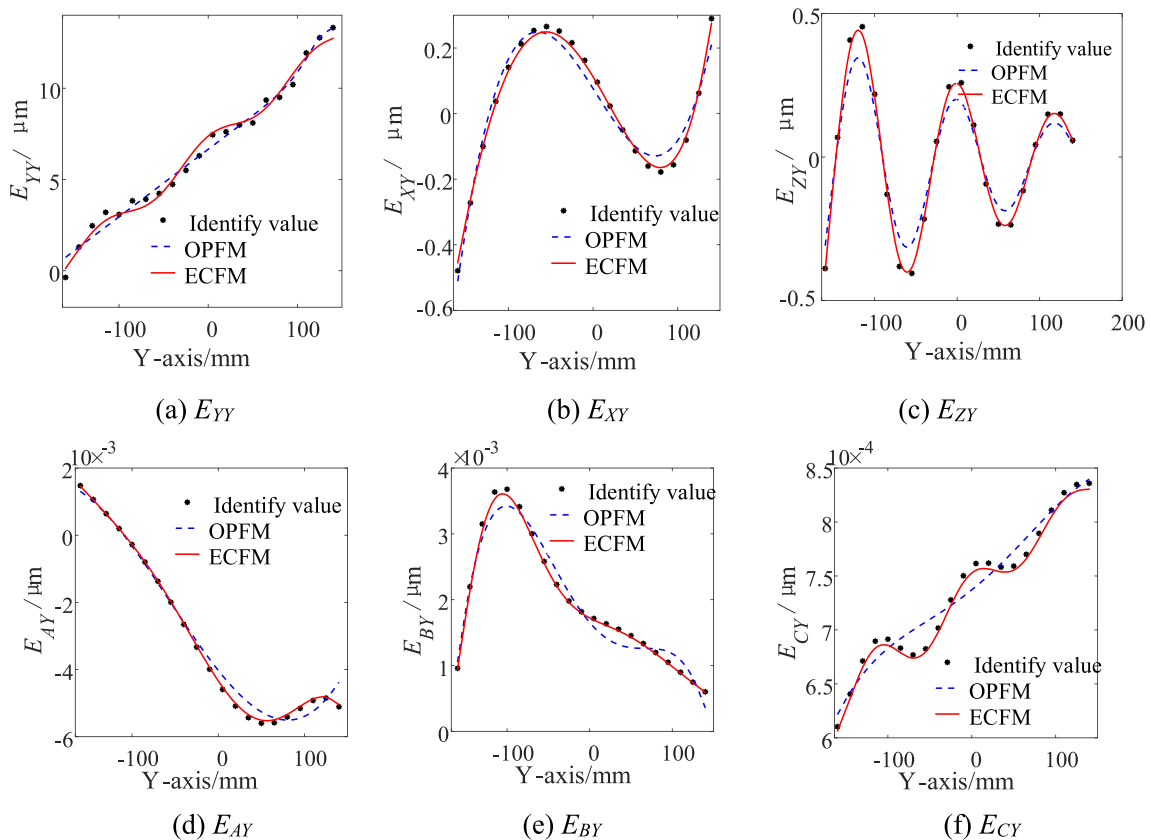 10
5
0
E_YY / μm
Identify value
OPFM
ECFM
-100 0 100
Y-axis/mm
(a) E_YY
0.2
0
-0.2
-0.4
-0.6
E_XY / μm
Identify value
OPFM
ECFM
-100 0 100
Y-axis/mm
(b) E_XY
0.5
0
-0.5
E_ZY / μm
Identify value
OPFM
ECFM
-100 0 100 200
Y-axis/mm
(c) E_ZY
2 ×10⁻³
0
-2
-4
-6
E_AY / μm
Identify value
OPFM
ECFM
-100 0 100
Y-axis/mm
(d) E_AY
4 ×10⁻³
3
2
1
0
E_BY / μm
Identify value
OPFM
ECFM
-100 0 100
Y-axis/mm
(e) E_BY
8.5 ×10⁻⁴
8
7.5
7
6.5
6
E_CY / μm
Identify value
OPFM
ECFM
-100 0 100
Y-axis/mm
(f) E_CY